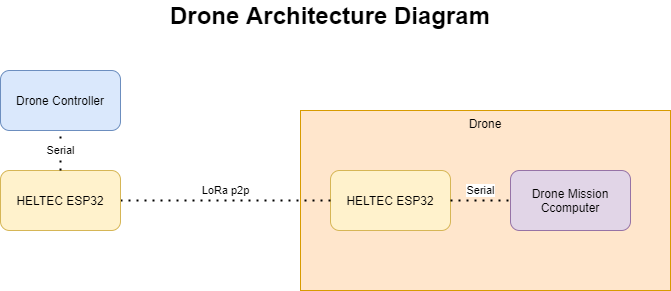 Drone Architecture Diagram
Drone Controller
Serial
HELTEC ESP32
LoRa p2p
Drone
HELTEC ESP32
Serial
Drone Mission
Ccomputer